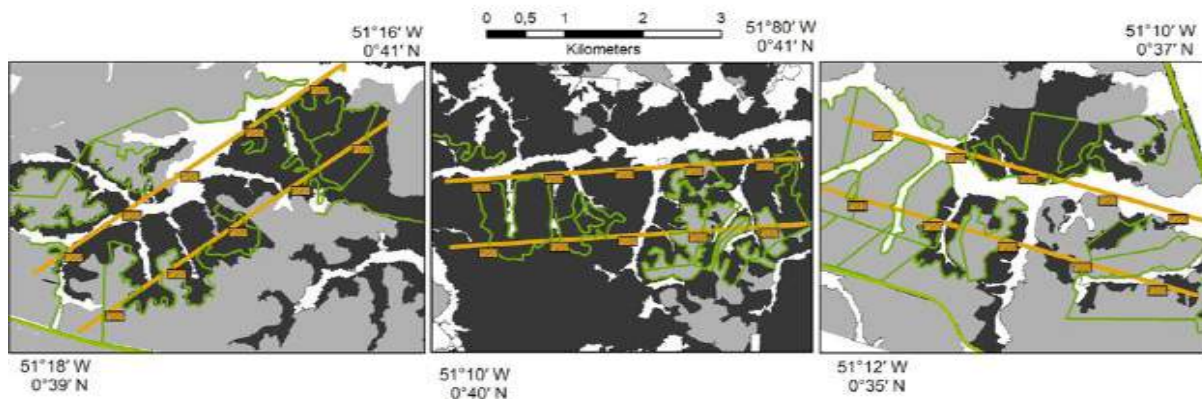 0 0,5 1 2 3
Kilometers
51°16′ W
0°41′ N
51°80′ W
0°41′ N
51°10′ W
0°37′ N
51°18′ W
0°39′ N
51°10′ W
0°40′ N
51°12′ W
0°35′ N